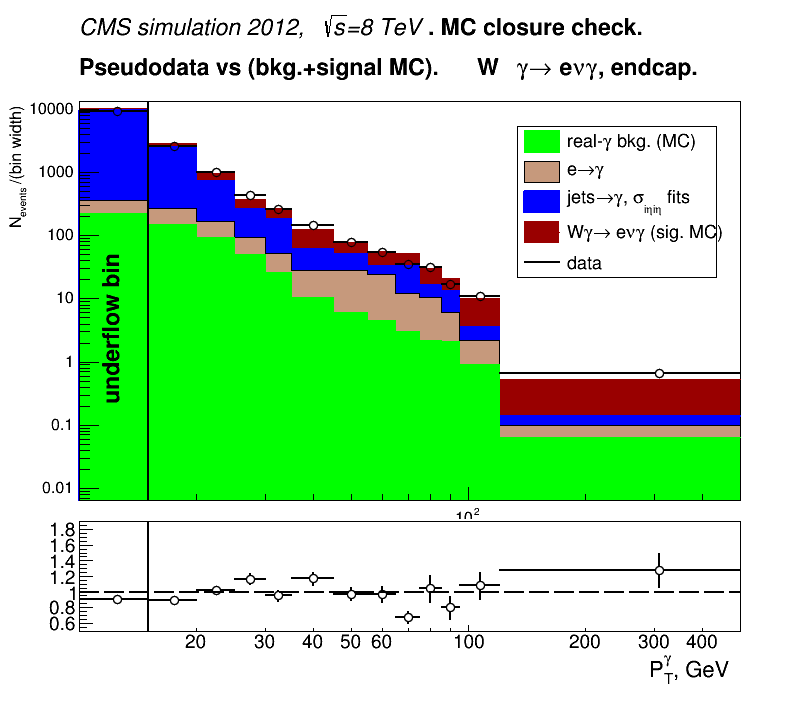 CMS simulation 2012, √s=8 TeV . MC closure check.
Pseudodata vs (bkg.+signal MC). W γ→ eνγ, endcap.
N_events /(bin width)
10000
1000
100
10
1
0.1
0.01
underflow bin
real-γ bkg. (MC)
e→γ
jets→γ, σ_iηiη fits
Wγ→ eνγ (sig. MC)
data
10²
1.8
1.6
1.4
1.2
1
0.8
0.6
20 30 40 50 60 100 200 300 400
P_T^γ, GeV